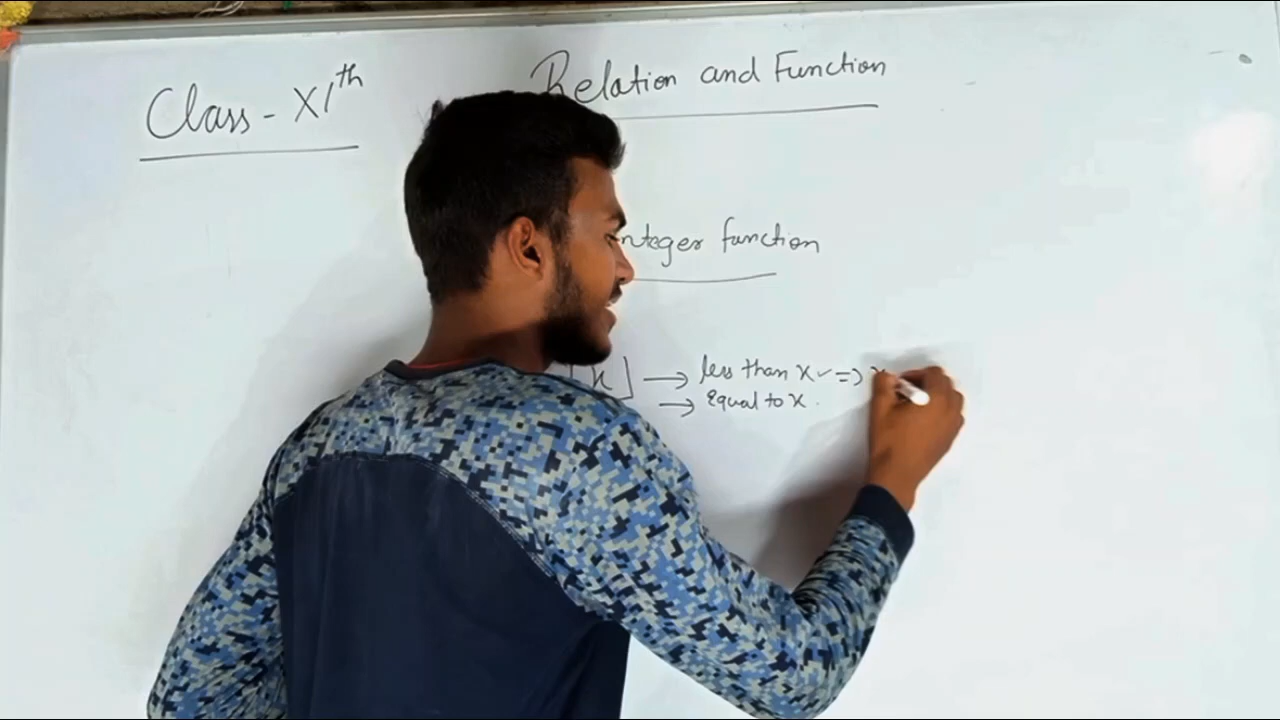 Class - XIth
Relation and Function
nteger function
[x] → less than x ✓ => x
→ Equal to x.